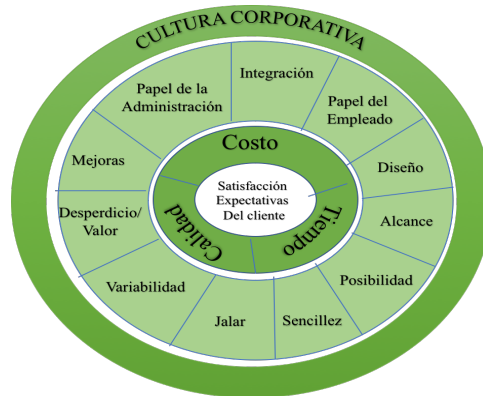 CULTURA CORPORATIVA
Integración
Papel de la
Administración
Papel del
Empleado
Mejoras
Diseño
Desperdicio/
Valor
Alcance
Variabilidad
Posibilidad
Jalar
Sencillez
Costo
Calidad
Tiempo
Satisfacción
Expectativas
Del cliente